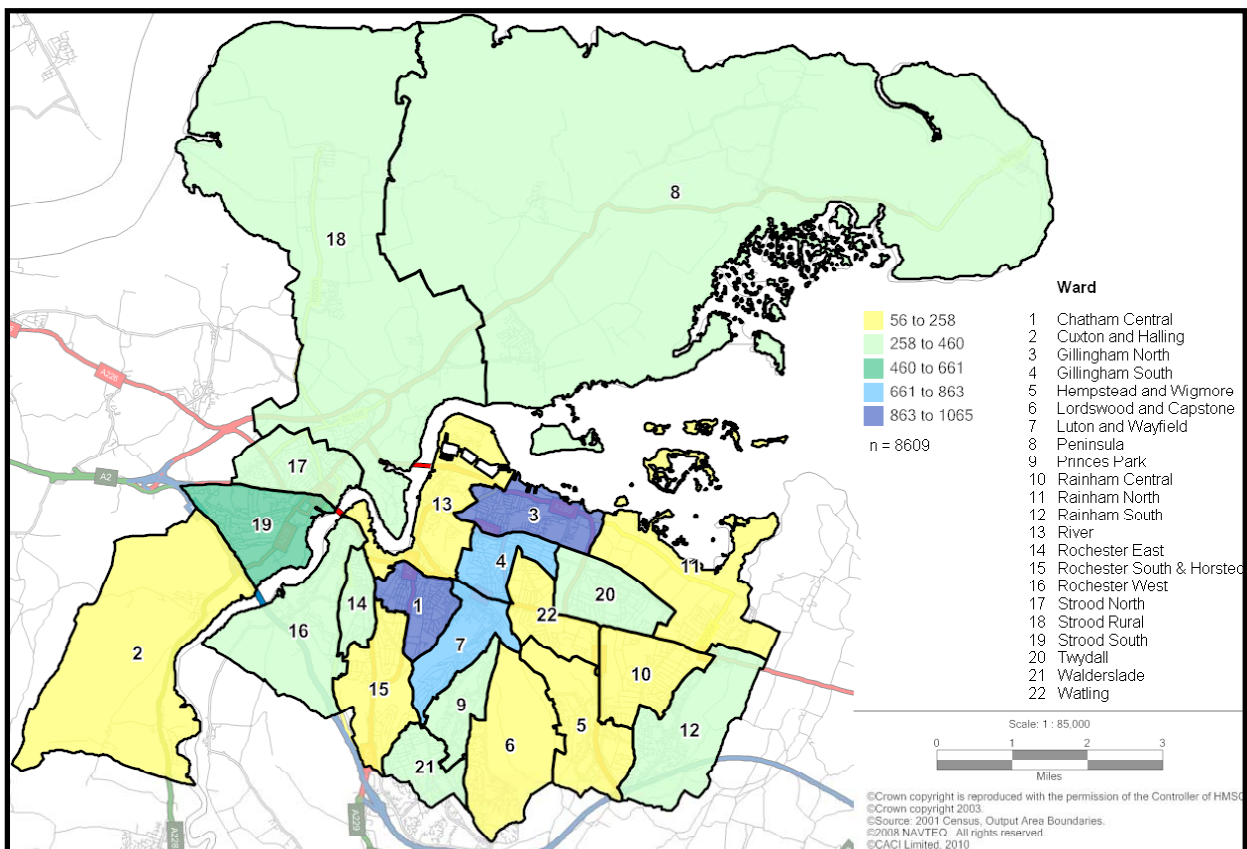 8
18
A226
A2
17
19
13
3
4
11
20
14
1
22
16
7
2
10
15
9
5
12
6
21
A228
A229
56 to 258
258 to 460
460 to 661
661 to 863
863 to 1065
n = 8609
Ward
1 Chatham Central
2 Cuxton and Halling
3 Gillingham North
4 Gillingham South
5 Hempstead and Wigmore
6 Lordswood and Capstone
7 Luton and Wayfield
8 Peninsula
9 Princes Park
10 Rainham Central
11 Rainham North
12 Rainham South
13 River
14 Rochester East
15 Rochester South & Horsted
16 Rochester West
17 Strood North
18 Strood Rural
19 Strood South
20 Twydall
21 Walderslade
22 Watling
Scale: 1 : 85,000
0 1 2 3
Miles
©Crown copyright is reproduced with the permission of the Controller of HMSO
©Crown copyright 2003.
©Source: 2001 Census, Output Area Boundaries.
©2008 NAVTEQ. All rights reserved.
©CACI Limited, 2010